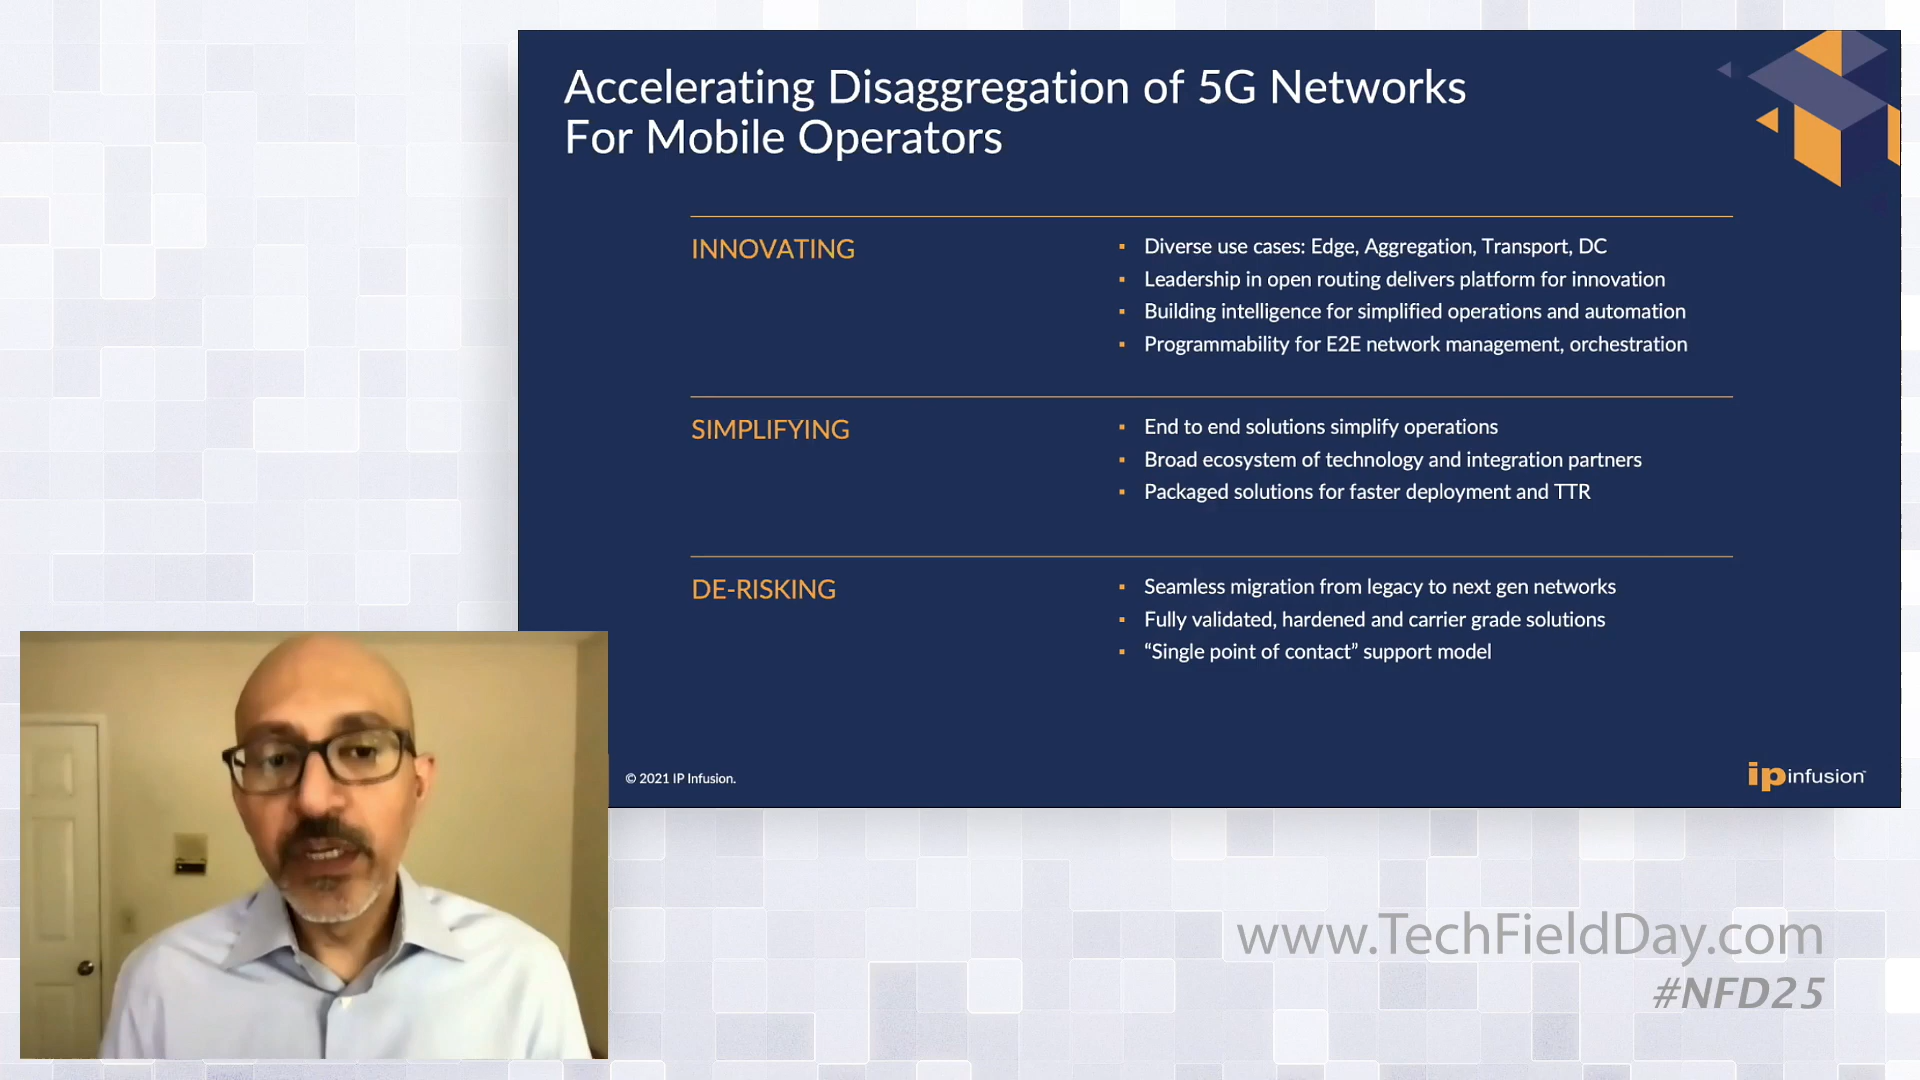 Accelerating Disaggregation of 5G Networks
For Mobile Operators
INNOVATING
▪ Diverse use cases: Edge, Aggregation, Transport, DC
▪ Leadership in open routing delivers platform for innovation
▪ Building intelligence for simplified operations and automation
▪ Programmability for E2E network management, orchestration
SIMPLIFYING
▪ End to end solutions simplify operations
▪ Broad ecosystem of technology and integration partners
▪ Packaged solutions for faster deployment and TTR
DE-RISKING
▪ Seamless migration from legacy to next gen networks
▪ Fully validated, hardened and carrier grade solutions
▪ “Single point of contact” support model
© 2021 IP Infusion.
ipinfusion™
www.TechFieldDay.com
#NFD25